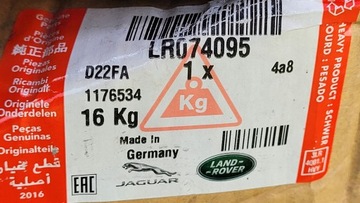 LR074095
D22FA
1 x
4a8
1176534
Kg
16 Kg
Made in
Germany
EAC
JAGUAR
LAND-
ROVER
純正部品
Piezas
Originales
Ricambi
Originali
Originele
Onderdelen
Peças
Genuínas
Originalteile
قطع غيار
أصلية
2016
HEAVY PRODUCT : SCHWER
LOURD : PESADO